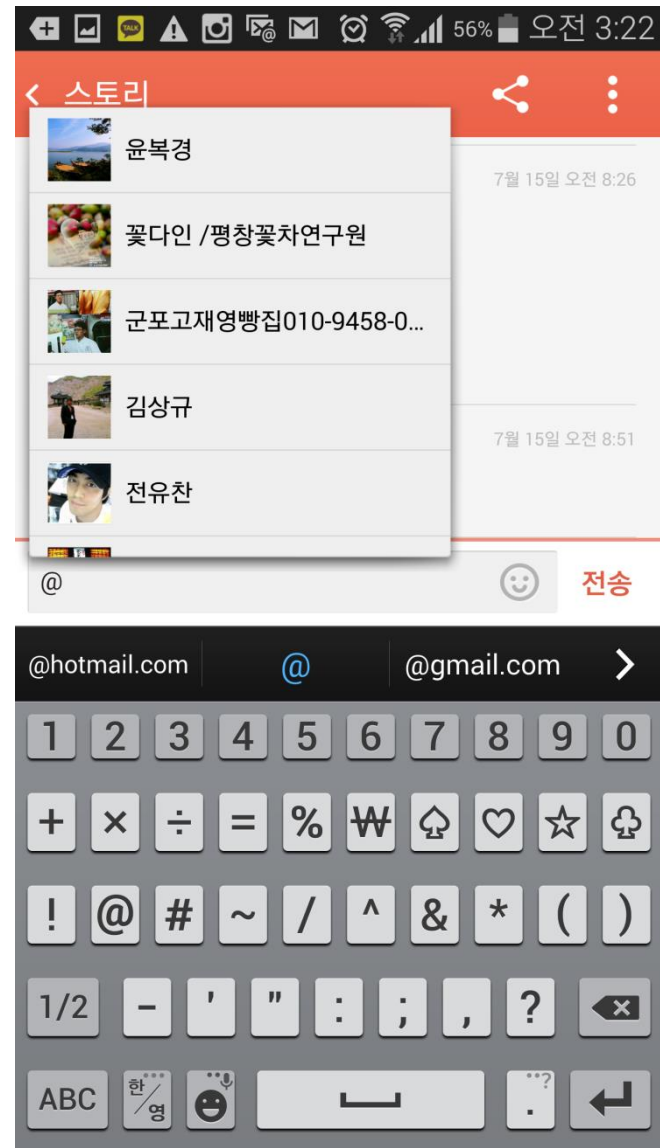 TALK 56% 오전 3:22
스토리
윤복경
7월 15일 오전 8:26
꽃다인 /평창꽃차연구원
군포고재영빵집010-9458-0...
김상규
7월 15일 오전 8:51
전유찬
@ 전송
@hotmail.com @ @gmail.com
1 2 3 4 5 6 7 8 9 0
+ × ÷ = % ₩ ♤ ♡ ☆ ♧
! @ # ~ / ^ & * ( )
1/2 - ' " : ; , ?
ABC 한/영 . ?